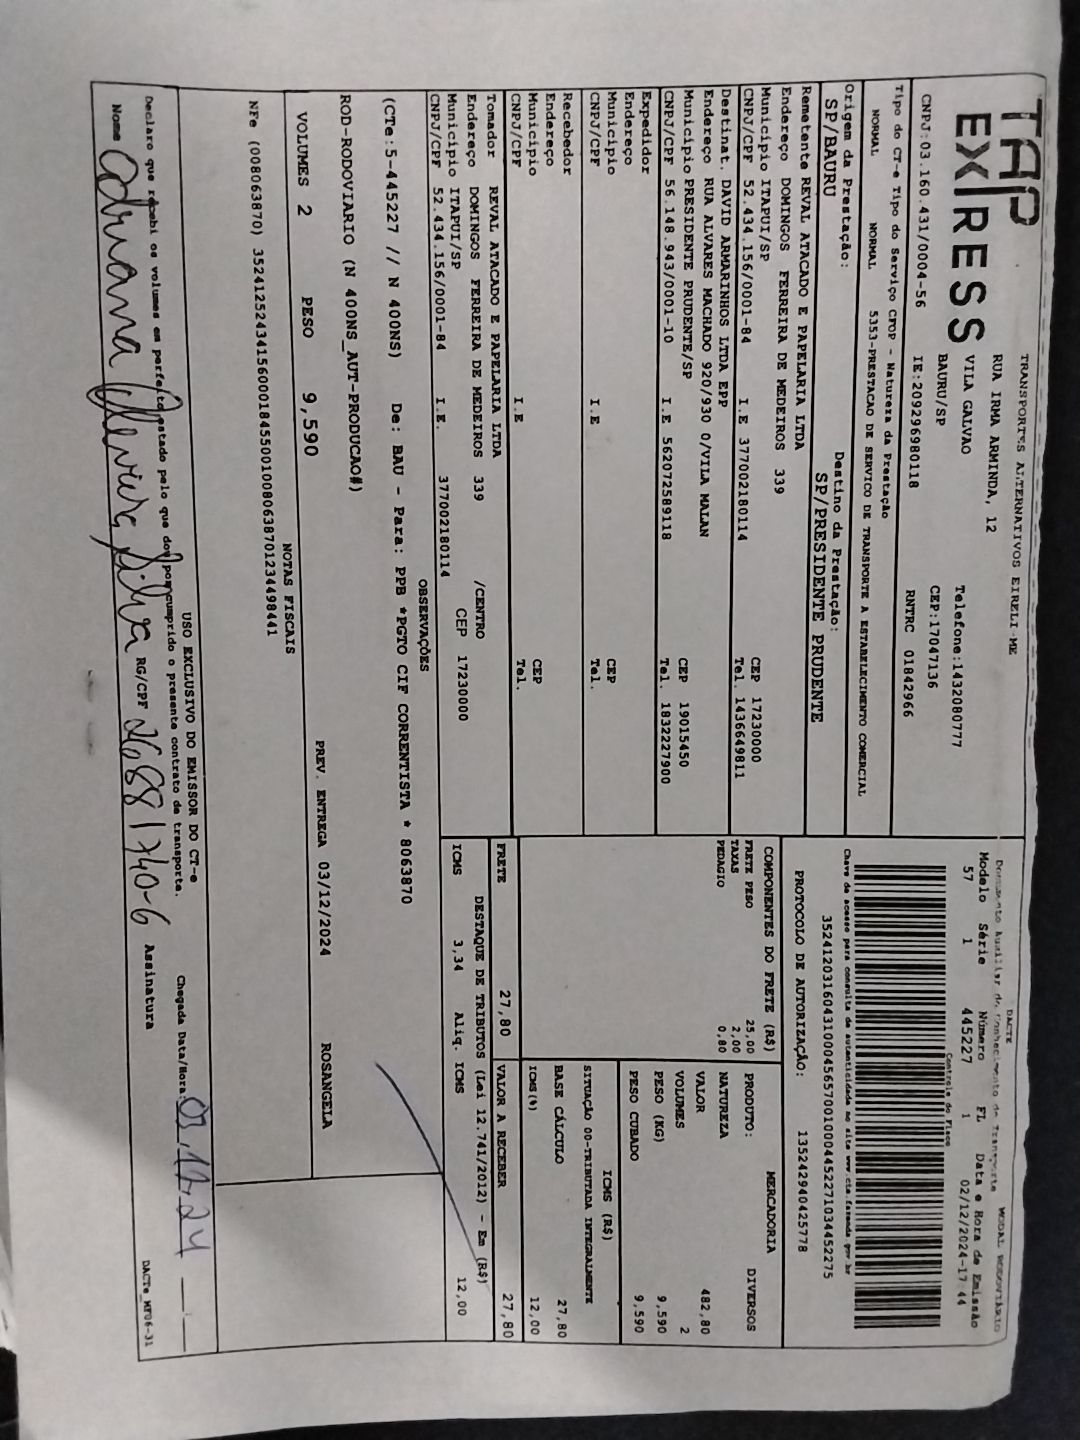 TAP
EXPRESS
TRANSPORTES ALTERNATIVOS EIRELI-ME
RUA IRMA ARMINDA, 12
VILA GALVAO
BAURU/SP
Telefone:1432080777
CEP:17047136
CNPJ:03.160.431/0004-56
IE:209296980118
RNTRC 01842966
DACTE
Documento Auxiliar do Conhecimento de Transporte
MODAL RODOVIÁRIO
Modelo Série Número FL Data e Hora de Emissão
57 1 445227 1 02/12/2024-17 44
Controle do Fisco
Chave de acesso para consulta de autenticidade no site www.cte.fazenda.gov.br
35241203160431000456570010004452271034452275
PROTOCOLO DE AUTORIZAÇÃO: 135242940425778
Tipo do CT-e Tipo do Serviço CFOP - Natureza da Prestação
NORMAL NORMAL 5353-PRESTACAO DE SERVICO DE TRANSPORTE A ESTABELECIMENTO COMERCIAL
Origem da Prestação: Destino da Prestação:
SP/BAURU SP/PRESIDENTE PRUDENTE
Remetente REVAL ATACADO E PAPELARIA LTDA
Endereço DOMINGOS FERREIRA DE MEDEIROS 339
Município ITAPUI/SP CEP 17230000
CNPJ/CPF 52.434.156/0001-84 I.E 377002180114 Tel. 1436649811
Destinat. DAVID ARMARINHOS LTDA EPP
Endereço RUA ALVARES MACHADO 920/930 0/VILA MALAN
Município PRESIDENTE PRUDENTE/SP CEP 19015450
CNPJ/CPF 56.148.943/0001-10 I.E 562072589118 Tel. 1832227900
Expedidor
Endereço
Município CEP
CNPJ/CPF I.E Tel.
Recebedor
Endereço
Município CEP
CNPJ/CPF I.E Tel.
Tomador REVAL ATACADO E PAPELARIA LTDA
Endereço DOMINGOS FERREIRA DE MEDEIROS 339 /CENTRO
Município ITAPUI/SP CEP 17230000
CNPJ/CPF 52.434.156/0001-84 I.E. 377002180114
COMPONENTES DO FRETE (R$)
FRETE PESO 25,00
TAXAS 2,00
PEDAGIO 0,80
MERCADORIA
PRODUTO: DIVERSOS
NATUREZA
VALOR 482,80
VOLUMES 2
PESO (KG) 9,590
PESO CUBADO 9,590
ICMS (R$)
SITUAÇÃO 00-TRIBUTADA INTEGRALMENTE
BASE CÁLCULO 27,80
ICMS(%) 12,00
FRETE 27,80 VALOR A RECEBER 27,80
DESTAQUE DE TRIBUTOS (Lei 12.741/2012) - Em (R$)
ICMS 3,34 Aliq. ICMS 12,00
OBSERVAÇÕES
(CTe:5-445227 // N 400NS) De: BAU - Para: PPB *PGTO CIF CORRENTISTA * 8063870
ROD-RODOVIARIO (N 400NS_AUT-PRODUCAO#)
VOLUMES 2 PESO 9,590 PREV. ENTREGA 03/12/2024 ROSANGELA
NOTAS FISCAIS
NFe (008063870) 35241252434156000184550010080638701234498441
USO EXCLUSIVO DO EMISSOR DO CT-e
Declaro que recebi os volumes em perfeito estado pelo que dou por cumprido o presente contrato de transporte.
Chegada Data/Hora: 03.12.24
Nome Adriana Oliveira Silva RG/CPF 26881740-6 Assinatura
DACTe_MF06-31